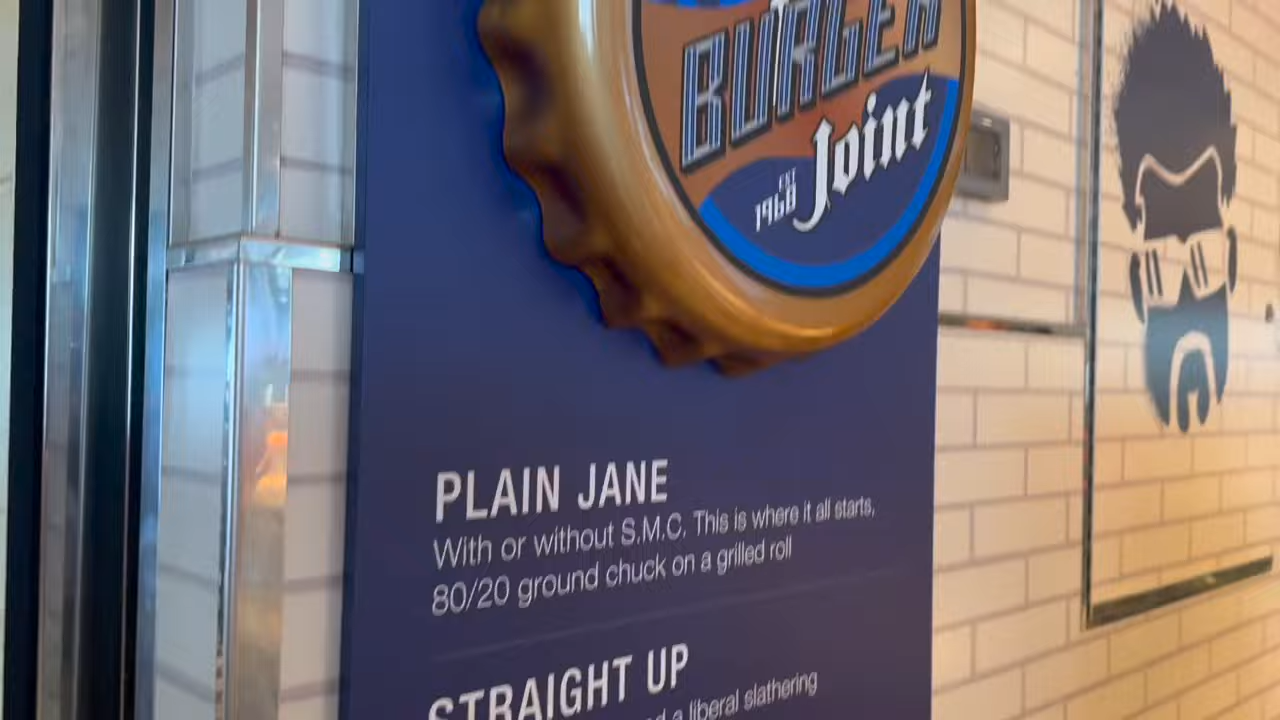 BURGER
Joint
EST
1968
PLAIN JANE
With or without S.M.C. This is where it all starts,
80/20 ground chuck on a grilled roll
STRAIGHT UP
a liberal slathering